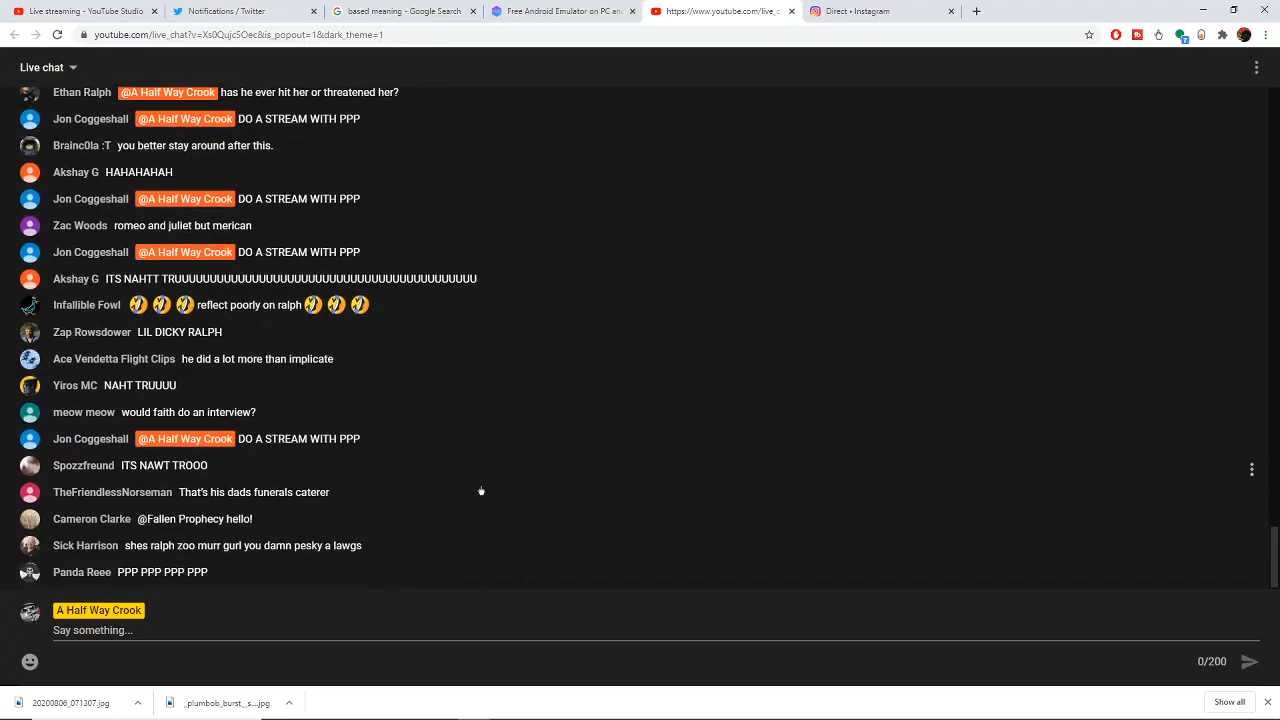 Live streaming - YouTube Studio
Notifications / Twitter
based meaning - Google Search
Free Android Emulator on PC an
https://www.youtube.com/live_c
Direct • Instagram
youtube.com/live_chat?v=Xs0Qujc5Oec&is_popout=1&dark_theme=1
Live chat
Ethan Ralph @A Half Way Crook has he ever hit her or threatened her?
Jon Coggeshall @A Half Way Crook DO A STREAM WITH PPP
Brainc0la :T you better stay around after this.
Akshay G HAHAHAHAH
Jon Coggeshall @A Half Way Crook DO A STREAM WITH PPP
Zac Woods romeo and juliet but merican
Jon Coggeshall @A Half Way Crook DO A STREAM WITH PPP
Akshay G ITS NAHTT TRUUUUUUUUUUUUUUUUUUUUUUUUUUUUUUUUUUUUUUUUUU
Infallible Fowl 🤣 🤣 🤣 reflect poorly on ralph 🤣 🤣 🤣
Zap Rowsdower LIL DICKY RALPH
Ace Vendetta Flight Clips he did a lot more than implicate
Yiros MC NAHT TRUUUU
meow meow would faith do an interview?
Jon Coggeshall @A Half Way Crook DO A STREAM WITH PPP
Spozzfreund ITS NAWT TROOO
TheFriendlessNorseman That's his dads funerals caterer
Cameron Clarke @Fallen Prophecy hello!
Sick Harrison shes ralph zoo murr gurl you damn pesky a lawgs
Panda Reee PPP PPP PPP PPP
A Half Way Crook
Say something...
0/200
20200806_071307.jpg
_plumbob_burst_s....jpg
Show all